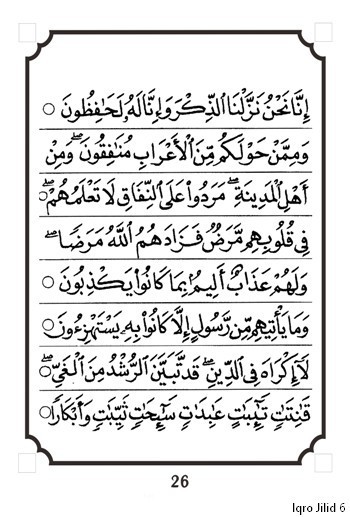 إِنَّا نَحْنُ نَزَّلْنَا الذِّكْرَ وَإِنَّا لَهُ لَحَٰفِظُونَ ○
وَمِمَّنْ حَوْلَكُم مِّنَ الْأَعْرَابِ مُنَٰفِقُونَ ۖ وَمِنْ
أَهْلِ الْمَدِينَةِ ۖ مَرَدُوا عَلَى النِّفَاقِ لَا تَعْلَمُهُمْ ۖ ○
فِي قُلُوبِهِم مَّرَضٌ فَزَادَهُمُ اللَّهُ مَرَضًا ۖ
وَلَهُمْ عَذَابٌ أَلِيمٌ بِمَا كَانُوا يَكْذِبُونَ ○
وَمَا يَأْتِيهِم مِّن رَّسُولٍ إِلَّا كَانُوا بِهِ يَسْتَهْزِءُونَ ○
لَآ إِكْرَاهَ فِي الدِّينِ ۖ قَد تَّبَيَّنَ الرُّشْدُ مِنَ الْغَيِّ ۖ ○
قَٰنِتَٰتٍ تَٰٓئِبَٰتٍ عَٰبِدَٰتٍ سَٰٓئِحَٰتٍ ثَيِّبَٰتٍ وَأَبْكَارًا ○
26
Iqro Jilid 6